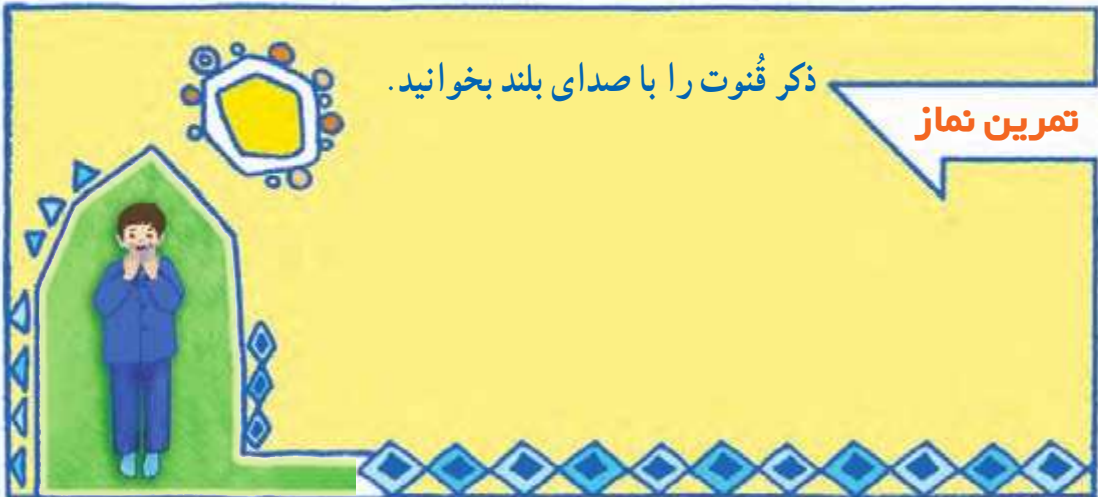 تمرین نماز
ذکر قُنوت را با صدای بلند بخوانید.